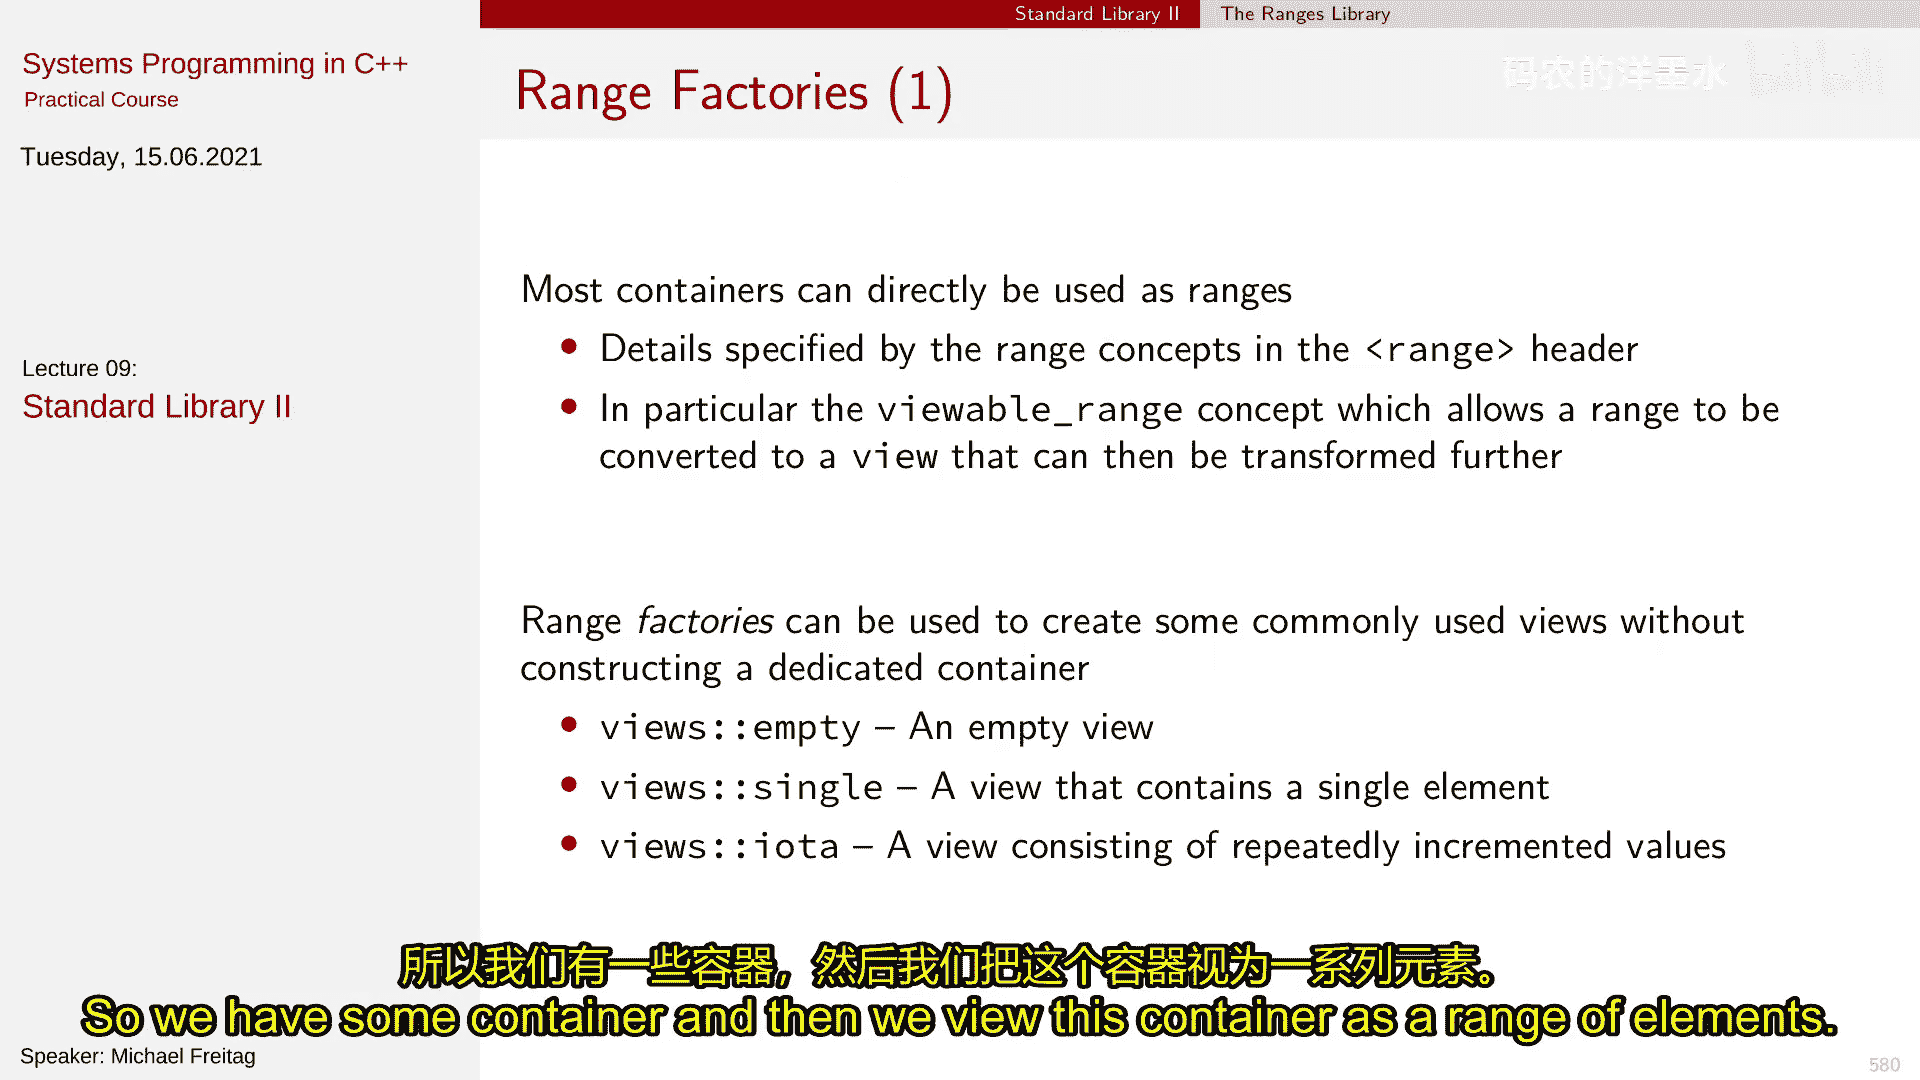 Standard Library II
The Ranges Library
Systems Programming in C++
Practical Course
Tuesday, 15.06.2021
Lecture 09:
Standard Library II
Range Factories (1)
码农的洋墨水
Most containers can directly be used as ranges
• Details specified by the range concepts in the <range> header
• In particular the viewable_range concept which allows a range to be
converted to a view that can then be transformed further
Range factories can be used to create some commonly used views without
constructing a dedicated container
• views::empty – An empty view
• views::single – A view that contains a single element
• views::iota – A view consisting of repeatedly incremented values
所以我们有一些容器，然后我们把这个容器视为一系列元素。
So we have some container and then we view this container as a range of elements.
Speaker: Michael Freitag
580